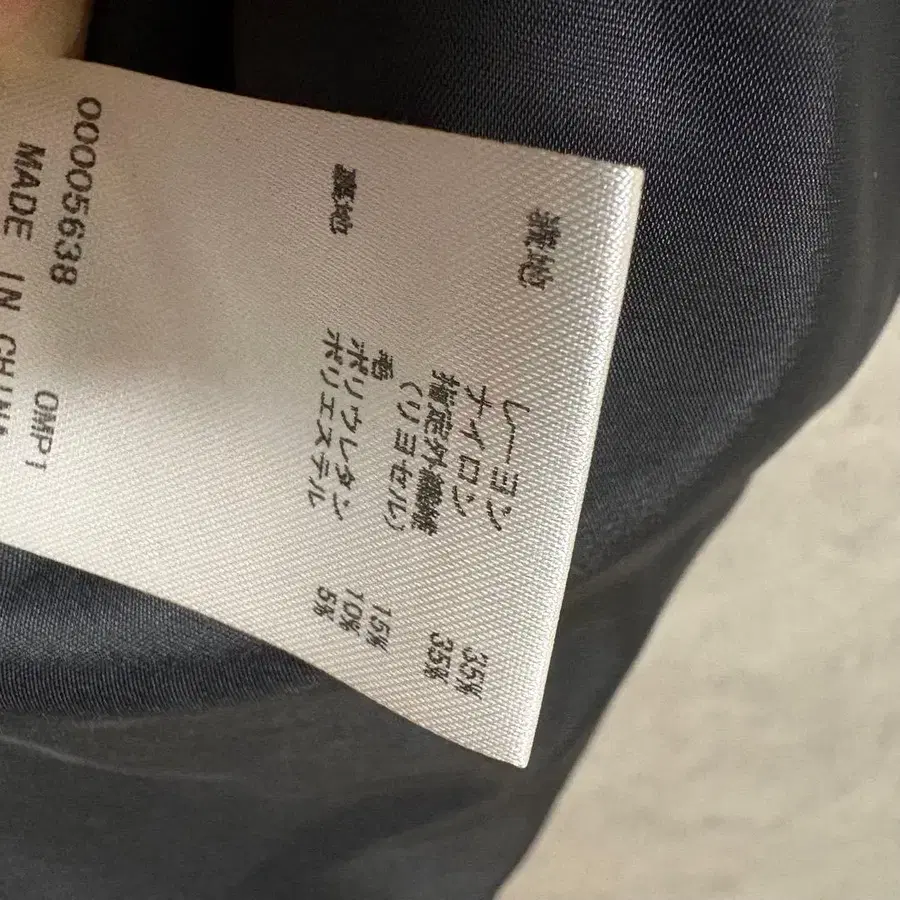 表地 レーヨン 35%
ナイロン 35%
指定外繊維
(リヨセル) 15%
毛 10%
ポリウレタン 5%
裏地 ポリエステル
00005638 OMP1
MADE IN CHINA